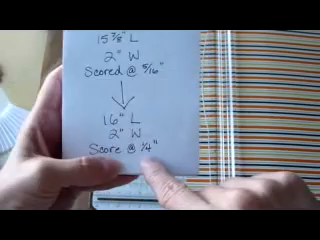 15 3/8" L
2" W
Scored @ 5/16"
16" L
2" W
Score @ 1/4"